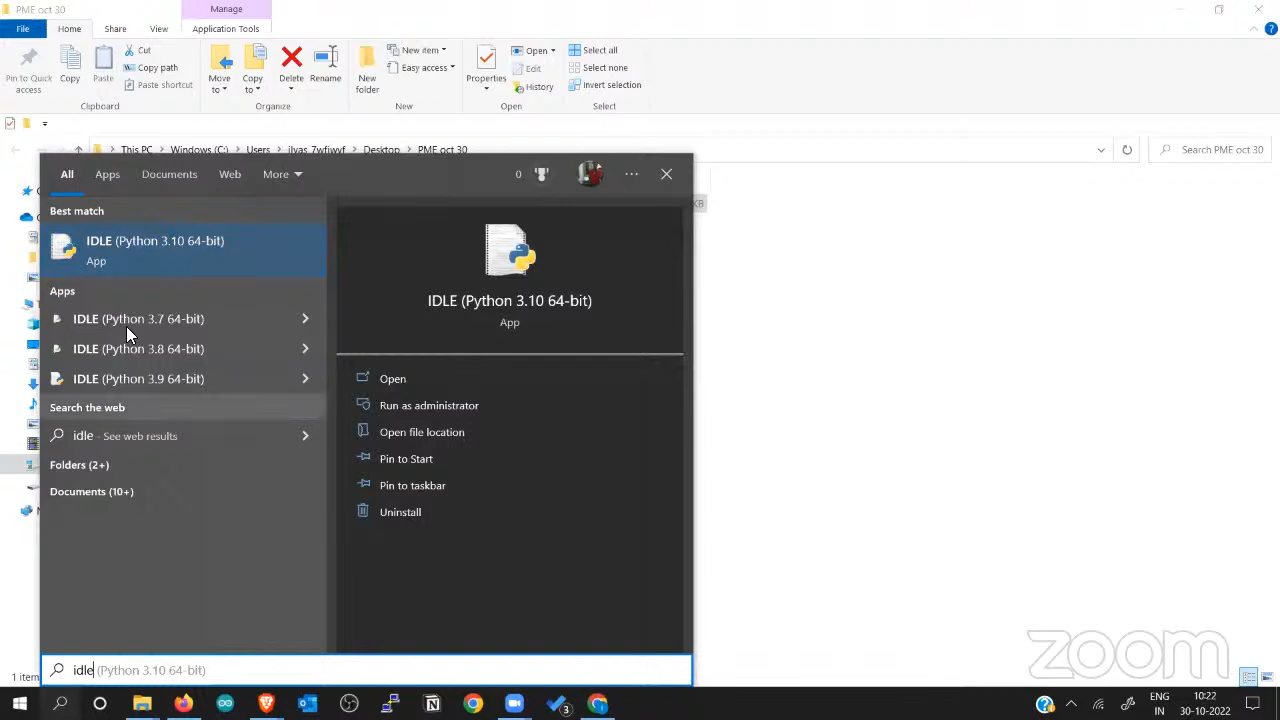 PME oct 30
Manage
File
Home
Share
View
Application Tools
Pin to Quick access
Copy
Paste
Cut
Copy path
Paste shortcut
Move to
Copy to
Delete
Rename
New folder
New item
Easy access
Properties
Open
Edit
History
Select all
Select none
Invert selection
Clipboard
Organize
New
Open
Select
This PC > Windows (C:) > Users > ilyas_7wfjwyf > Desktop > PME oct 30
Search PME oct 30
All
Apps
Documents
Web
More
0
KB
Best match
IDLE (Python 3.10 64-bit)
App
Apps
IDLE (Python 3.7 64-bit)
IDLE (Python 3.8 64-bit)
IDLE (Python 3.9 64-bit)
Search the web
idle - See web results
Folders (2+)
Documents (10+)
IDLE (Python 3.10 64-bit)
App
Open
Run as administrator
Open file location
Pin to Start
Pin to taskbar
Uninstall
zoom
1 item
idle (Python 3.10 64-bit)
3
ENG
IN
10:22
30-10-2022